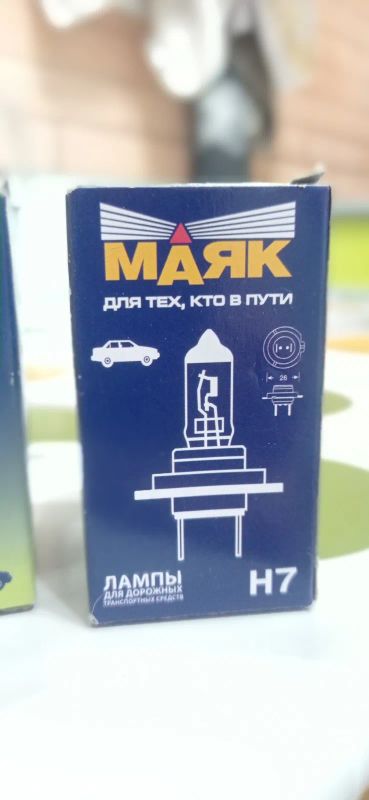 МАЯК
ДЛЯ ТЕХ, КТО В ПУТИ
26
ЛАМПЫ
ДЛЯ ДОРОЖНЫХ
ТРАНСПОРТНЫХ СРЕДСТВ
H7